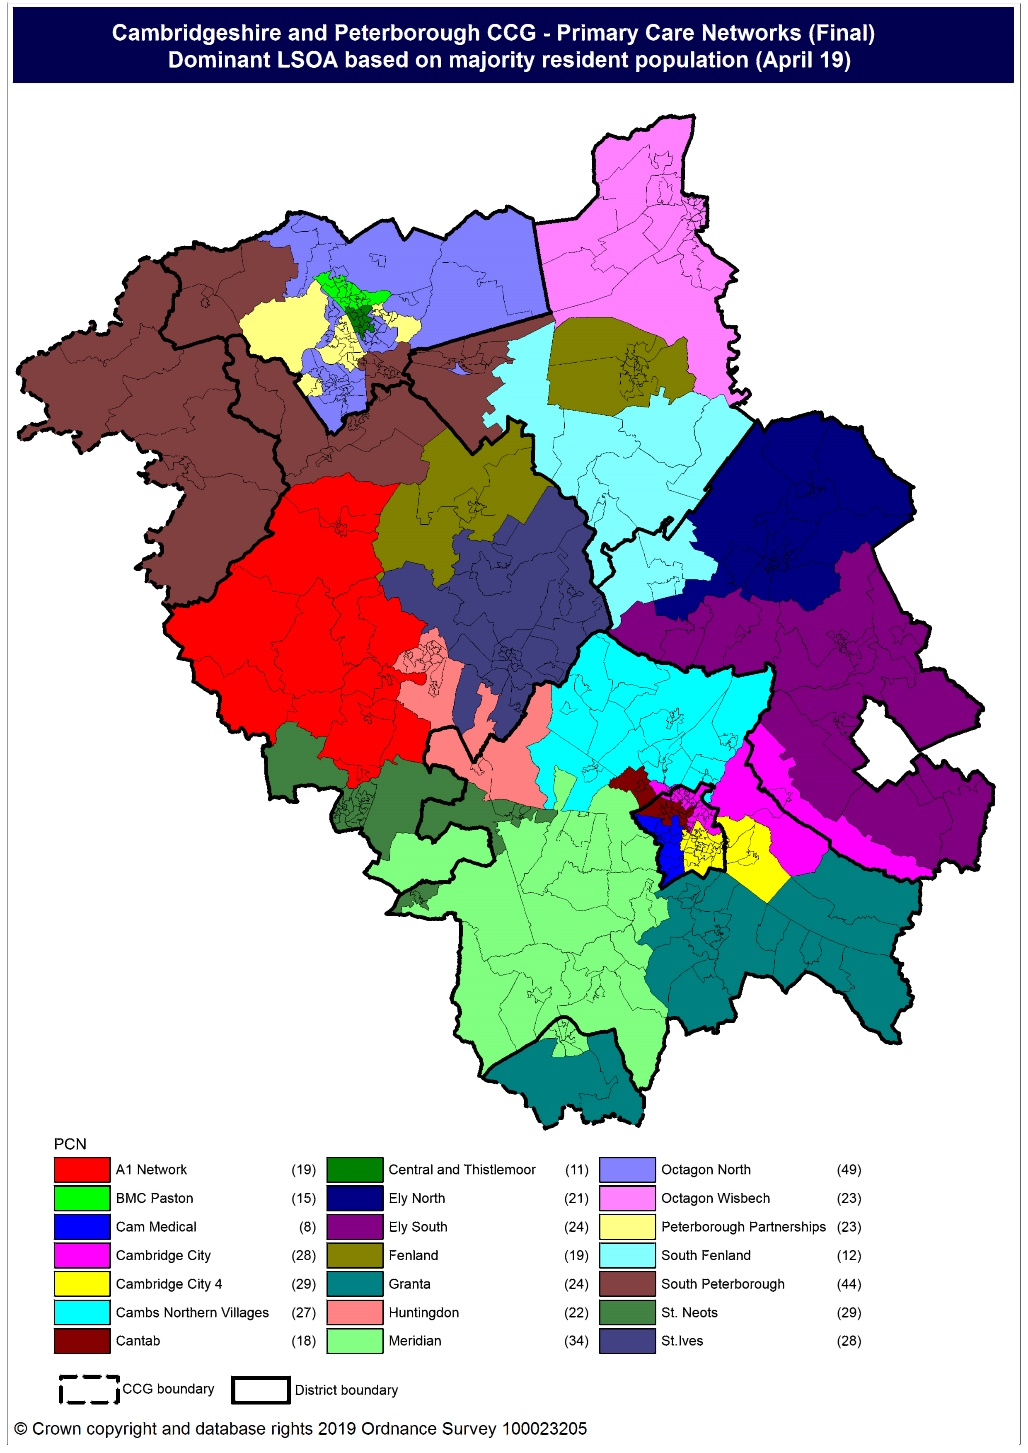 Cambridgeshire and Peterborough CCG - Primary Care Networks (Final)
Dominant LSOA based on majority resident population (April 19)
PCN
A1 Network (19)
BMC Paston (15)
Cam Medical (8)
Cambridge City (28)
Cambridge City 4 (29)
Cambs Northern Villages (27)
Cantab (18)
Central and Thistlemoor (11)
Ely North (21)
Ely South (24)
Fenland (19)
Granta (24)
Huntingdon (22)
Meridian (34)
Octagon North (49)
Octagon Wisbech (23)
Peterborough Partnerships (23)
South Fenland (12)
South Peterborough (44)
St. Neots (29)
St.Ives (28)
CCG boundary
District boundary
© Crown copyright and database rights 2019 Ordnance Survey 100023205